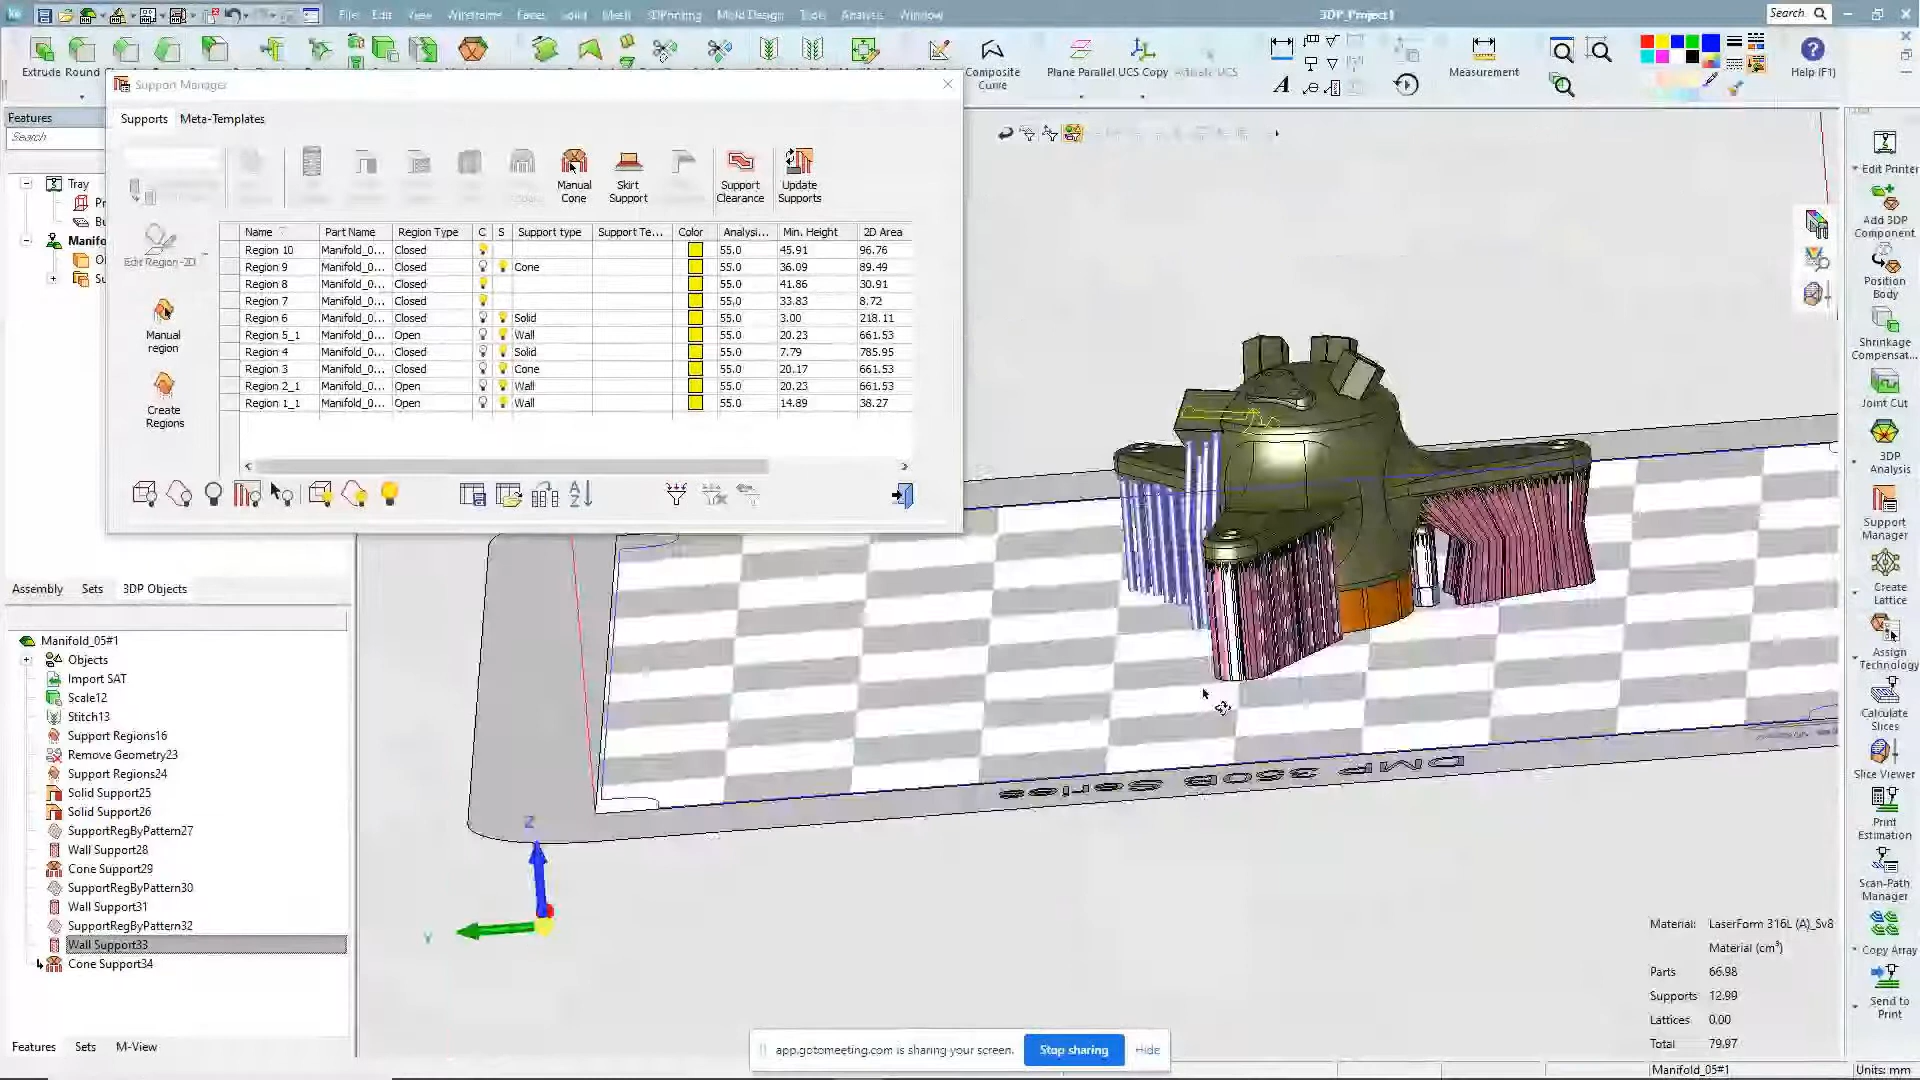 File Edit View Wireframe Faces Solid Mesh 3DPrinting Mold Design Tools Analysis Window
3DP_Project1
Search
Extrude Round
Composite Curve
Plane Parallel UCS Copy Activate UCS
Measurement
Help (F1)
Features
Search
Tray
Manifo
Support Manager
Supports Meta-Templates
Manual Cone
Skirt Support
Support Clearance
Update Supports
Edit Region -2D
Manual region
Create Regions
Name Part Name Region Type C S Support type Support Te... Color Analysi... Min. Height 2D Area
Region 10 Manifold_0... Closed 55.0 45.91 96.76
Region 9 Manifold_0... Closed Cone 55.0 36.09 89.49
Region 8 Manifold_0... Closed 55.0 41.86 30.91
Region 7 Manifold_0... Closed 55.0 33.83 8.72
Region 6 Manifold_0... Closed Solid 55.0 3.00 218.11
Region 5_1 Manifold_0... Open Wall 55.0 20.23 661.53
Region 4 Manifold_0... Closed Solid 55.0 7.79 785.95
Region 3 Manifold_0... Closed Cone 55.0 20.17 661.53
Region 2_1 Manifold_0... Open Wall 55.0 20.23 661.53
Region 1_1 Manifold_0... Open Wall 55.0 14.89 38.27
Assembly Sets 3DP Objects
Manifold_05#1
Objects
Import SAT
Scale12
Stitch13
Support Regions16
Remove Geometry23
Support Regions24
Solid Support25
Solid Support26
SupportRegByPattern27
Wall Support28
Cone Support29
SupportRegByPattern30
Wall Support31
SupportRegByPattern32
Wall Support33
Cone Support34
Features Sets M-View
DMP 350B Series
Z
Y
Edit Printer
Add 3DP Component
Position Body
Shrinkage Compensat...
Joint Cut
3DP Analysis
Support Manager
Create Lattice
Assign Technology
Calculate Slices
Slice Viewer
Print Estimation
Scan-Path Manager
Copy Array
Send to Print
Material: LaserForm 316L (A)_Sv8
Material (cm³)
Parts 66.98
Supports 12.99
Lattices 0.00
Total 79.97
app.gotomeeting.com is sharing your screen. Stop sharing Hide
Manifold_05#1 Units: mm